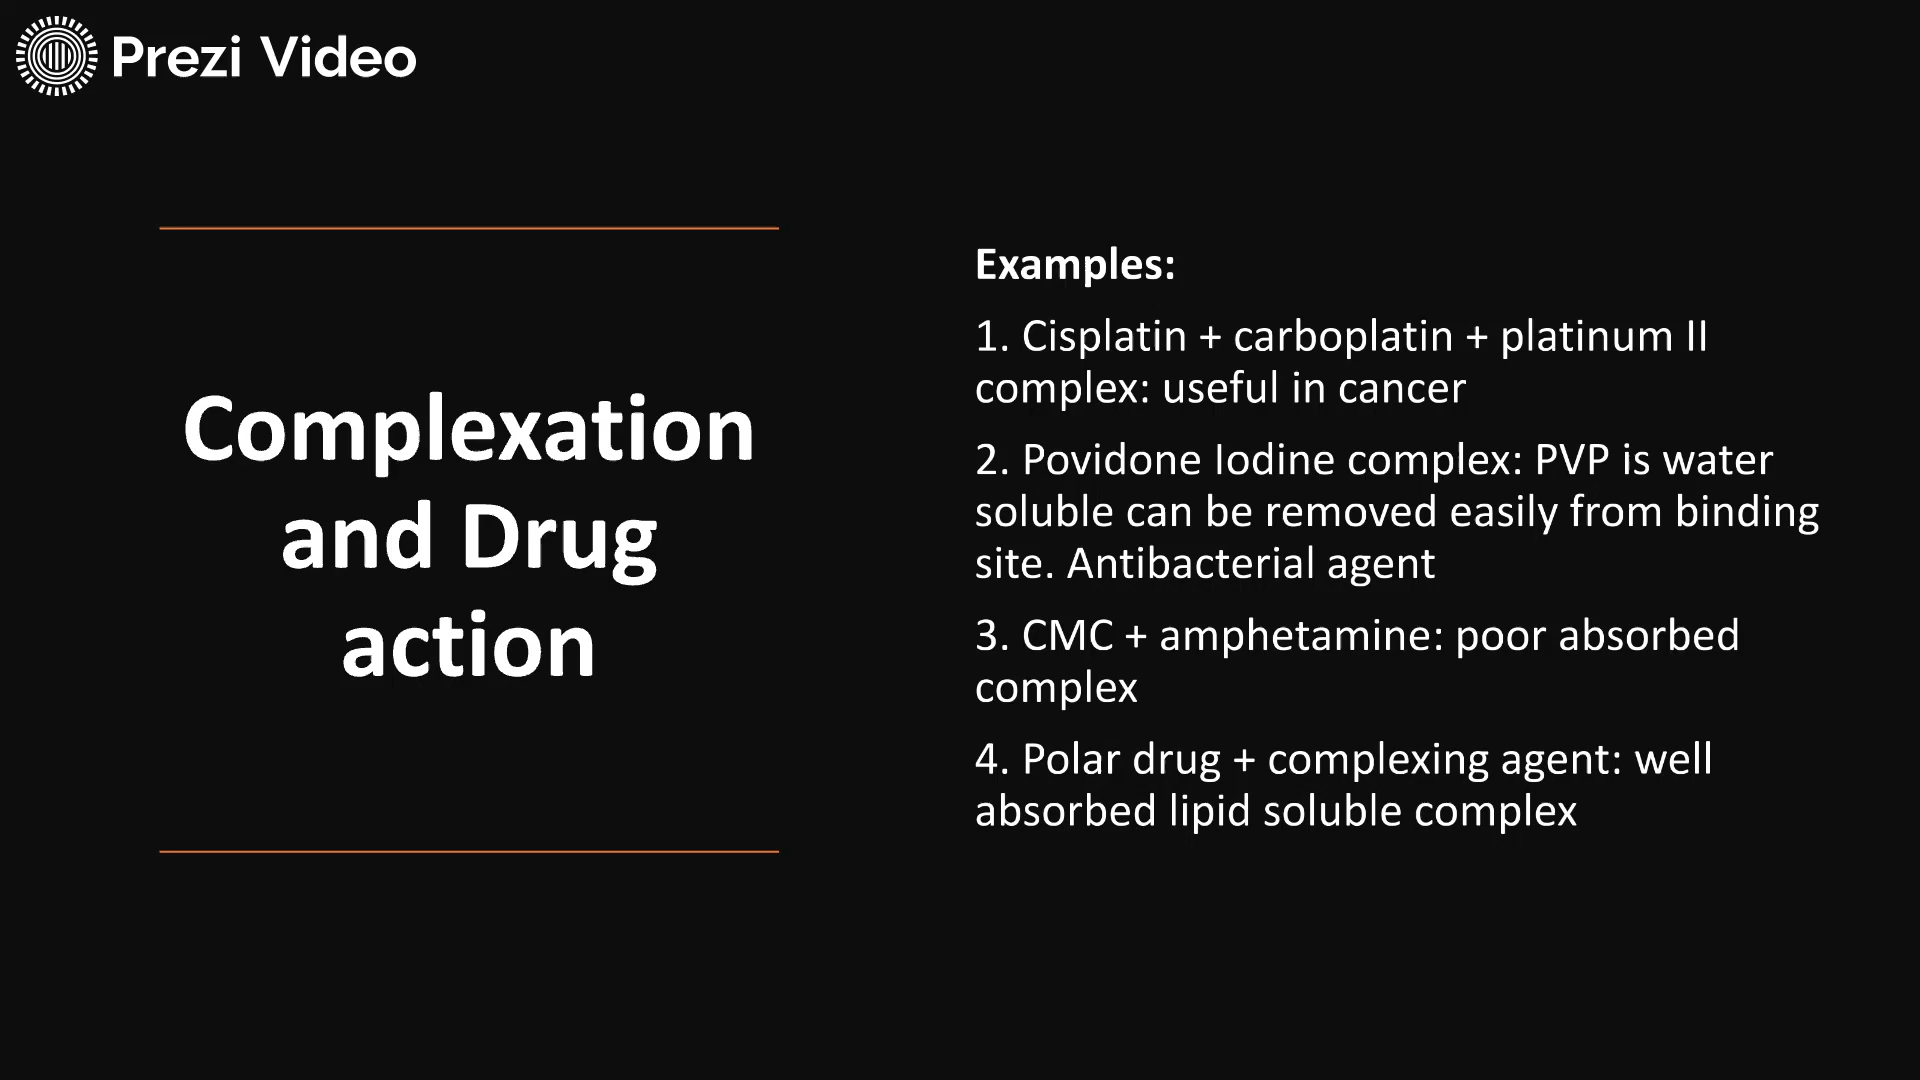 Prezi Video
Complexation
and Drug
action
Examples:
1. Cisplatin + carboplatin + platinum II
complex: useful in cancer
2. Povidone Iodine complex: PVP is water
soluble can be removed easily from binding
site. Antibacterial agent
3. CMC + amphetamine: poor absorbed
complex
4. Polar drug + complexing agent: well
absorbed lipid soluble complex